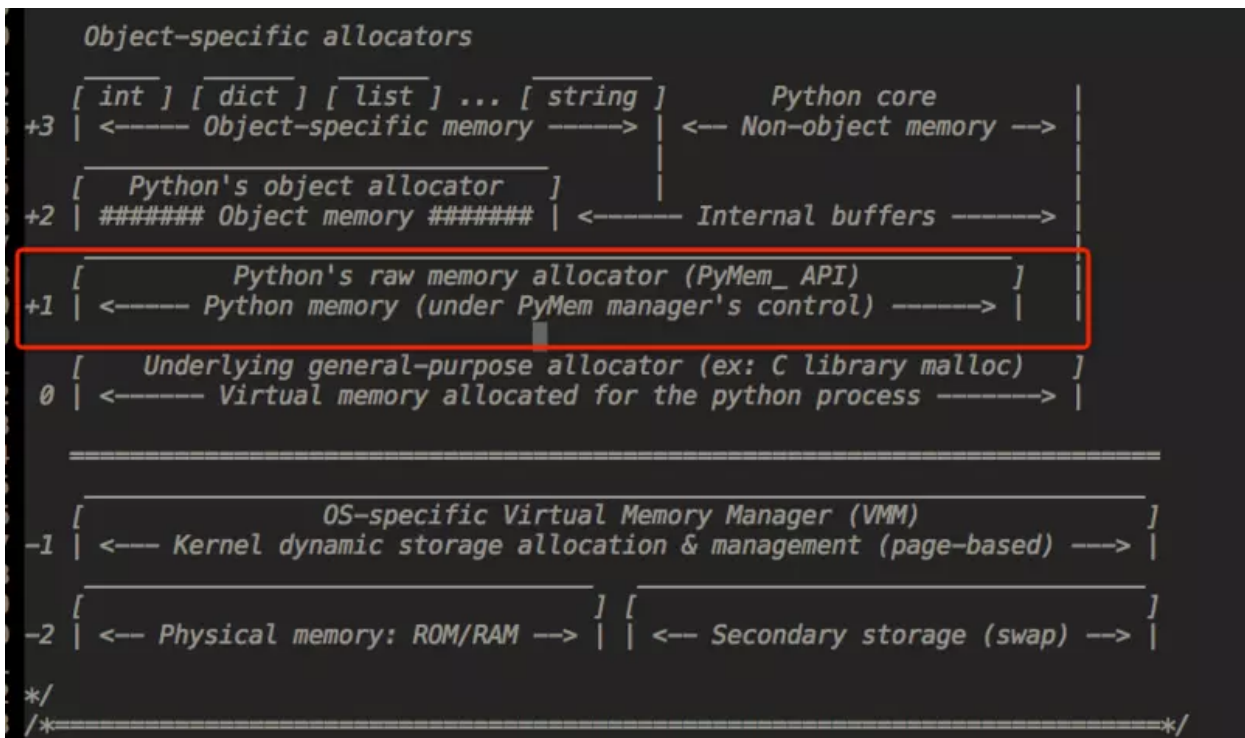 Object-specific allocators
[ int ] [ dict ] [ list ] ... [ string ] Python core |
+3 | <----- Object-specific memory -----> | <-- Non-object memory --> |
[ Python's object allocator ] | |
+2 | ####### Object memory ####### | <------ Internal buffers ------> |
[ Python's raw memory allocator (PyMem_ API) ] |
+1 | <----- Python memory (under PyMem manager's control) ------> | |
[ Underlying general-purpose allocator (ex: C library malloc) ]
0 | <------ Virtual memory allocated for the python process -------> |
=========================================================================
[ OS-specific Virtual Memory Manager (VMM) ]
-1 | <--- Kernel dynamic storage allocation & management (page-based) ---> |
[ ] [ ]
-2 | <-- Physical memory: ROM/RAM --> | | <-- Secondary storage (swap) --> |
*/
/*==========================================================================*/